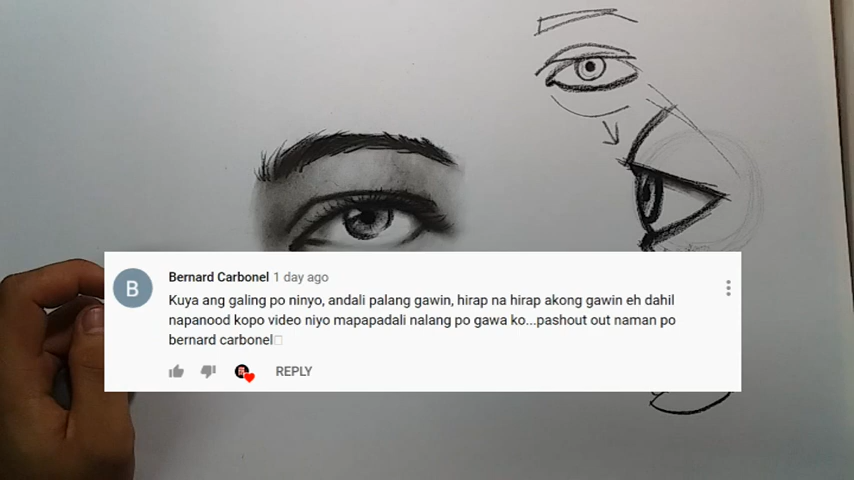 B
Bernard Carbonel 1 day ago
Kuya ang galing po ninyo, andali palang gawin, hirap na hirap akong gawin eh dahil
napanood kopo video niyo mapapadali nalang po gawa ko...pashout out naman po
bernard carbonel
REPLY